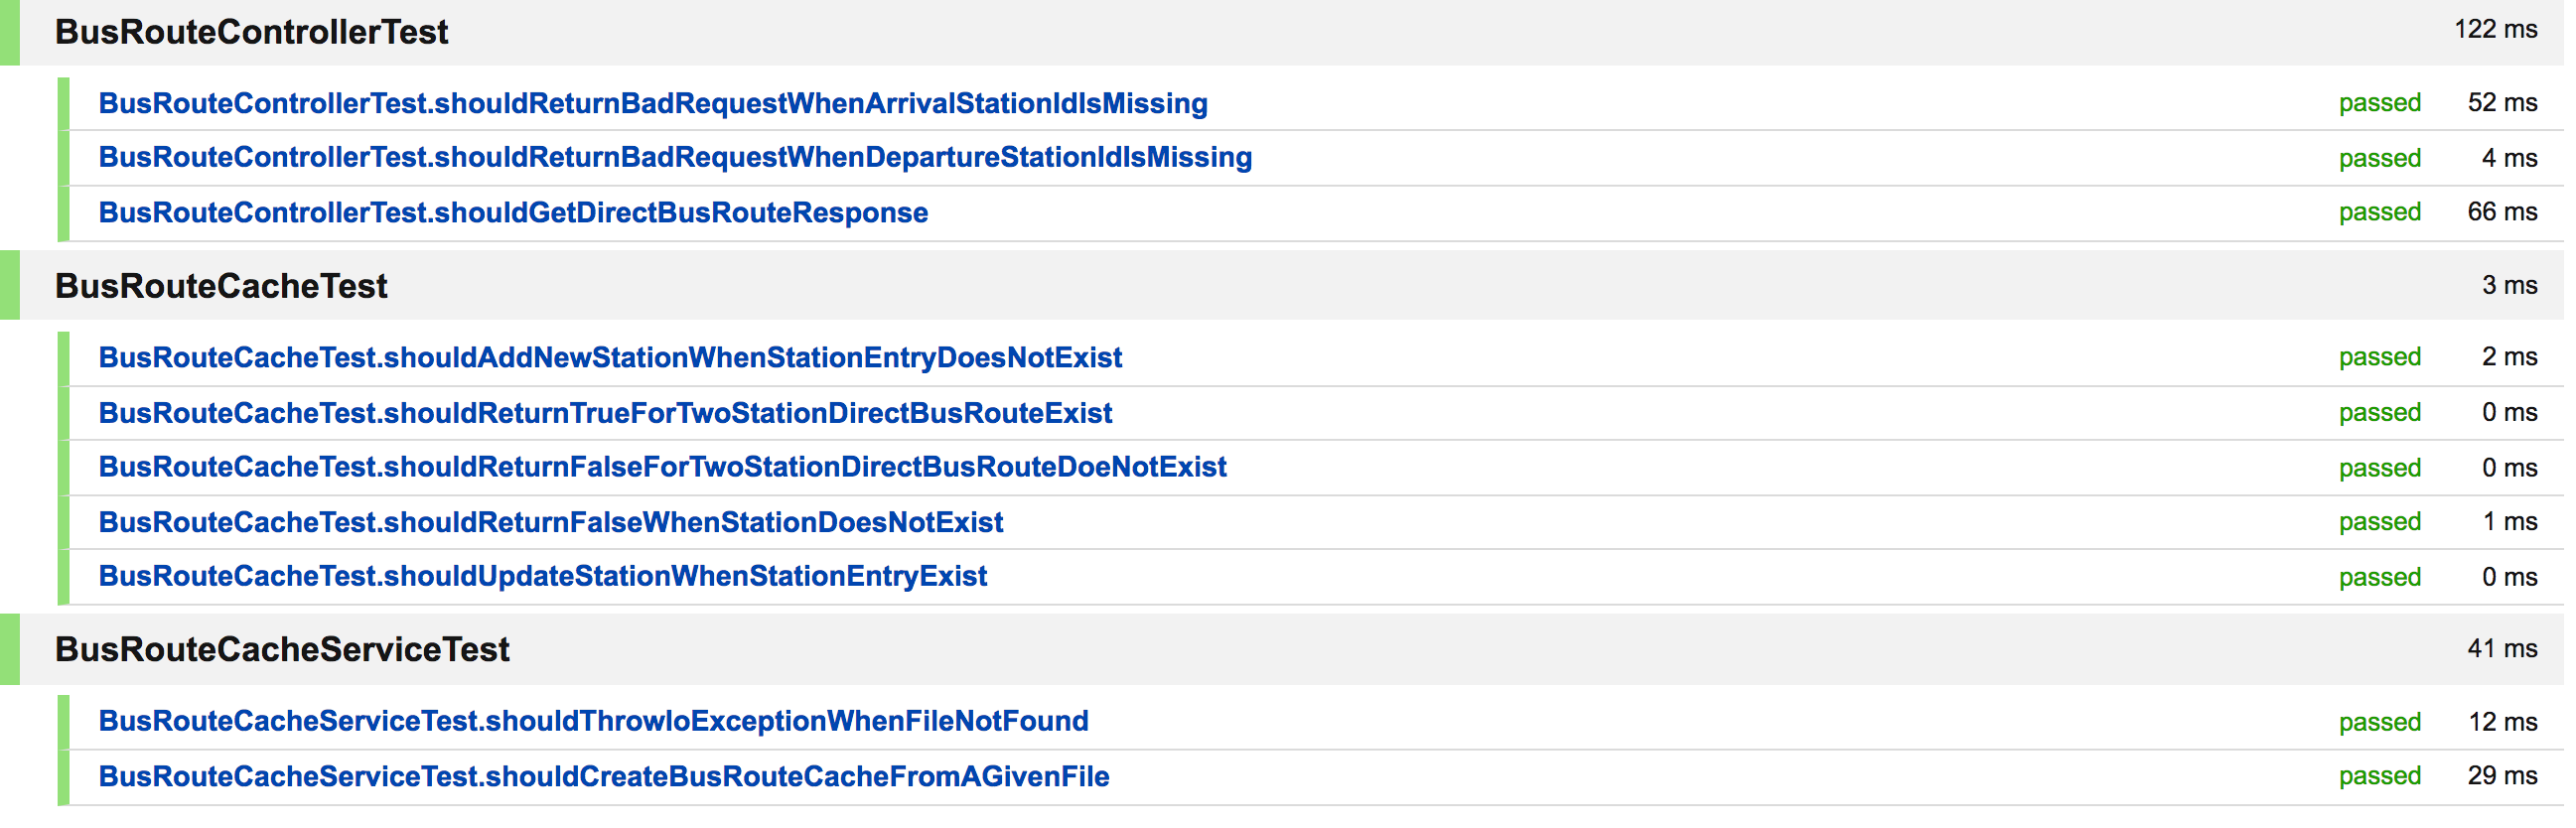 BusRouteControllerTest 122 ms
BusRouteControllerTest.shouldReturnBadRequestWhenArrivalStationIdIsMissing passed 52 ms
BusRouteControllerTest.shouldReturnBadRequestWhenDepartureStationIdIsMissing passed 4 ms
BusRouteControllerTest.shouldGetDirectBusRouteResponse passed 66 ms
BusRouteCacheTest 3 ms
BusRouteCacheTest.shouldAddNewStationWhenStationEntryDoesNotExist passed 2 ms
BusRouteCacheTest.shouldReturnTrueForTwoStationDirectBusRouteExist passed 0 ms
BusRouteCacheTest.shouldReturnFalseForTwoStationDirectBusRouteDoeNotExist passed 0 ms
BusRouteCacheTest.shouldReturnFalseWhenStationDoesNotExist passed 1 ms
BusRouteCacheTest.shouldUpdateStationWhenStationEntryExist passed 0 ms
BusRouteCacheServiceTest 41 ms
BusRouteCacheServiceTest.shouldThrowIoExceptionWhenFileNotFound passed 12 ms
BusRouteCacheServiceTest.shouldCreateBusRouteCacheFromAGivenFile passed 29 ms